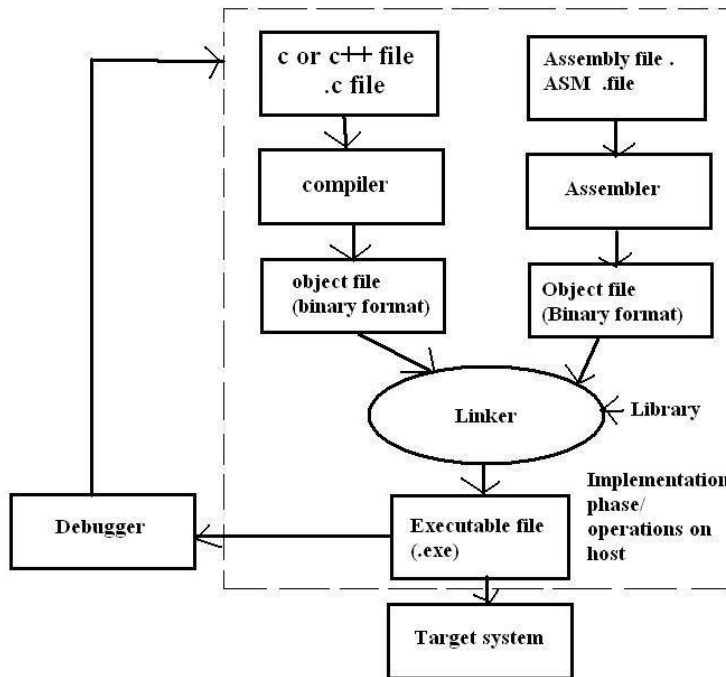 c or c++ file
.c file
Assembly file .
ASM .file
compiler
Assembler
object file
(binary format)
Object file
(Binary format)
Linker
Library
Implementation
phase/
operations on
host
Debugger
Executable file
(.exe)
Target system